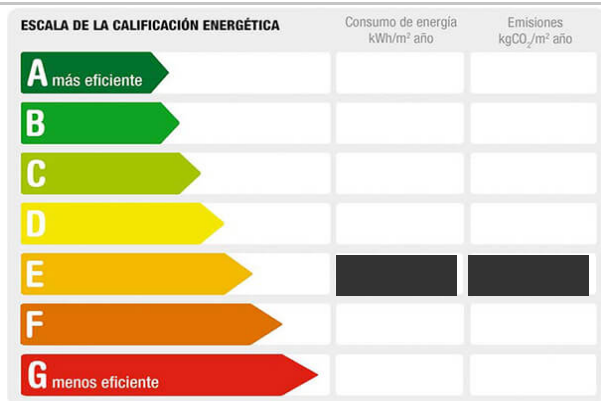 ESCALA DE LA CALIFICACIÓN ENERGÉTICA
Consumo de energía
kWh/m² año
Emisiones
kgCO₂/m² año
A más eficiente
B
C
D
E
F
G menos eficiente